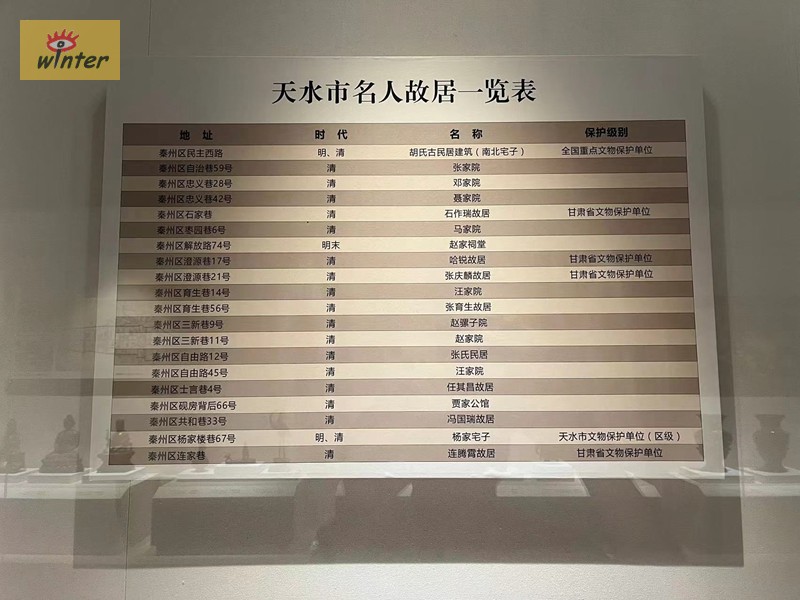 winter
天水市名人故居一览表
地 址 时 代 名 称 保护级别
秦州区民主西路 明、清 胡氏古民居建筑（南北宅子） 全国重点文物保护单位
秦州区自治巷59号 清 张家院
秦州区忠义巷28号 清 邓家院
秦州区忠义巷42号 清 聂家院
秦州区石家巷 清 石作瑞故居 甘肃省文物保护单位
秦州区枣园巷6号 清 马家院
秦州区解放路74号 明末 赵家祠堂
秦州区澄源巷17号 清 哈锐故居 甘肃省文物保护单位
秦州区澄源巷21号 清 张庆麟故居 甘肃省文物保护单位
秦州区育生巷14号 清 汪家院
秦州区育生巷56号 清 张育生故居
秦州区三新巷9号 清 赵骡子院
秦州区三新巷11号 清 赵家院
秦州区自由路12号 清 张氏民居
秦州区自由路45号 清 汪家院
秦州区士言巷4号 清 任其昌故居
秦州区砚房背后66号 清 贾家公馆
秦州区共和巷33号 清 冯国瑞故居
秦州区杨家楼巷67号 明、清 杨家宅子 天水市文物保护单位（区级）
秦州区连家巷 清 连腾霄故居 甘肃省文物保护单位